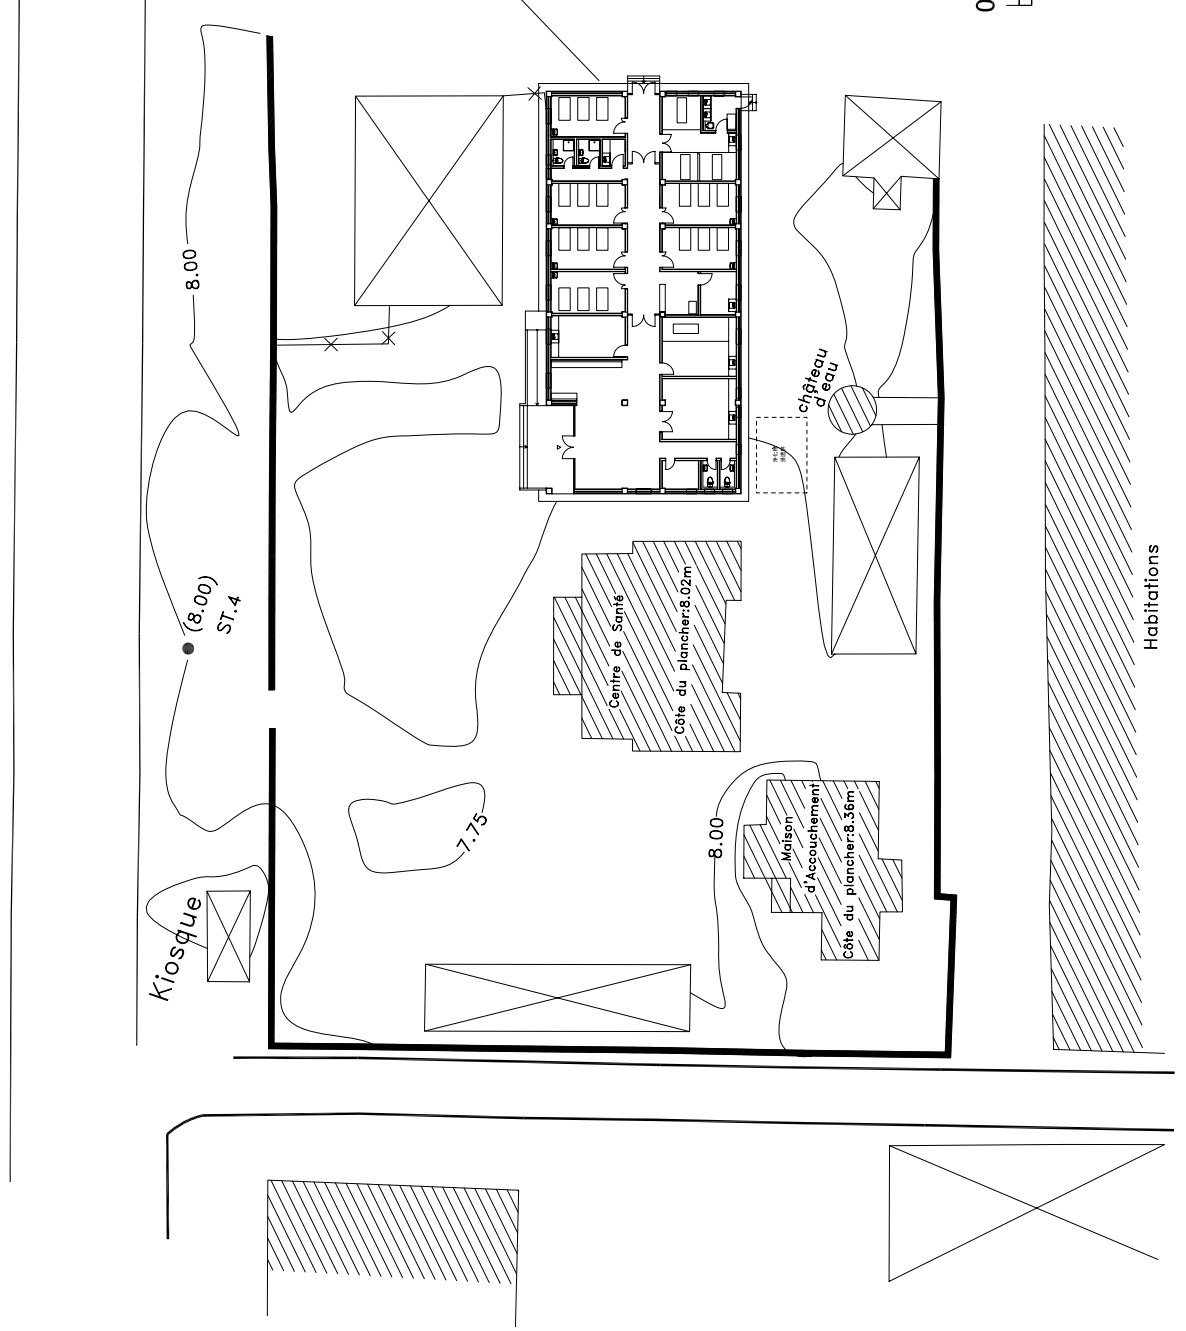 8.00
château
d'eau
(8.00)
ST.4
Centre de Santé
Côte du plancher:8.02m
Habitations
7.75
8.00
Maison
d'Accouchement
Côte du plancher:8.36m
Kiosque